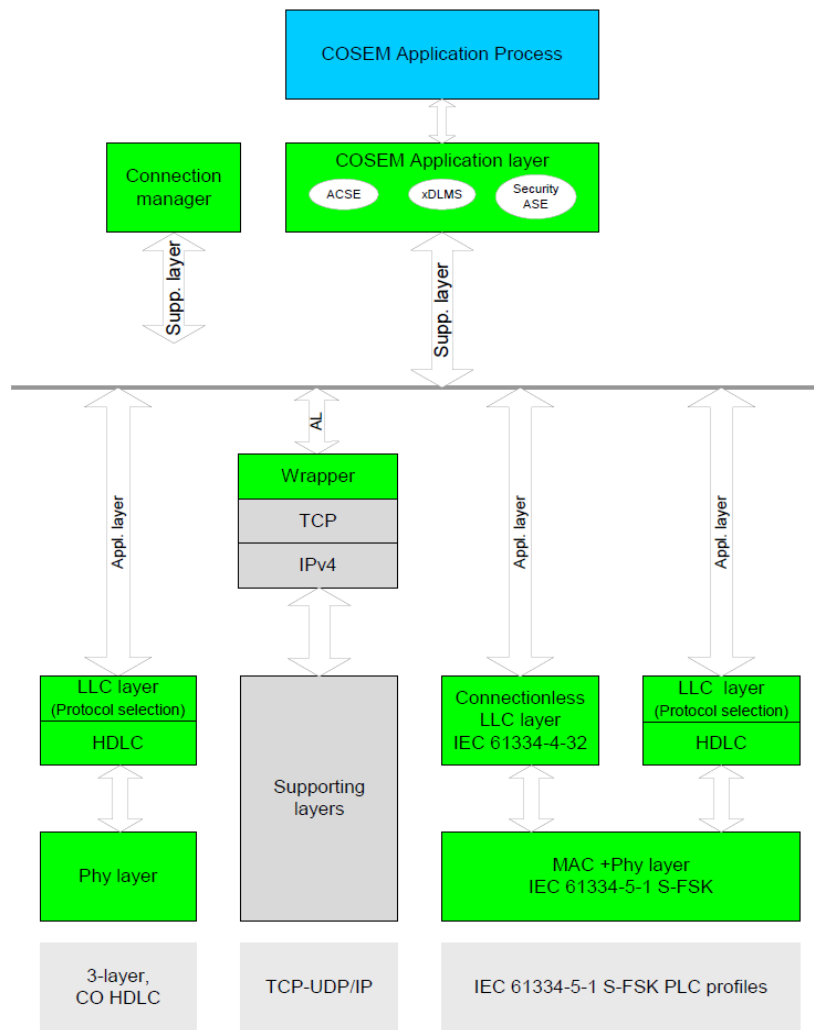 COSEM Application Process
COSEM Application layer
ACSE
xDLMS
Security
ASE
Connection
manager
Supp. layer
Supp. layer
Appl. layer
AL
Appl. layer
Appl. layer
Wrapper
TCP
IPv4
LLC layer
(Protocol selection)
HDLC
Supporting
layers
Connectionless
LLC layer
IEC 61334-4-32
LLC layer
(Protocol selection)
HDLC
Phy layer
MAC +Phy layer
IEC 61334-5-1 S-FSK
3-layer,
CO HDLC
TCP-UDP/IP
IEC 61334-5-1 S-FSK PLC profiles